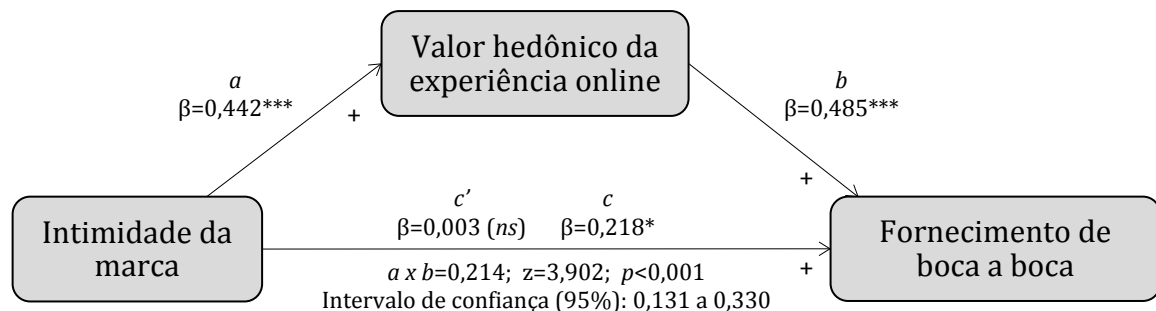 Valor hedônico da
experiência online
a
β=0,442***
+
b
β=0,485***
+
Intimidade da
marca
c’ c
β=0,003 (ns) β=0,218*
a x b=0,214; z=3,902; p<0,001
Intervalo de confiança (95%): 0,131 a 0,330
+
Fornecimento de
boca a boca